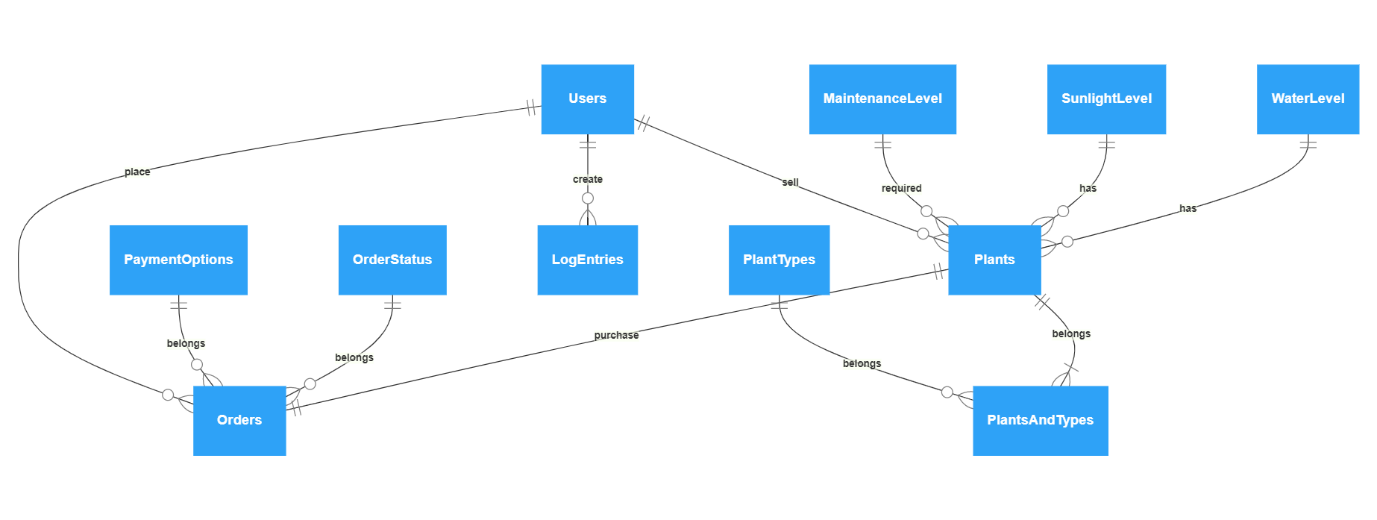 Users
MaintenanceLevel
SunlightLevel
WaterLevel
place
create
sell
required
has
has
PaymentOptions
OrderStatus
LogEntries
PlantTypes
Plants
belongs
belongs
purchase
belongs
belongs
Orders
PlantsAndTypes